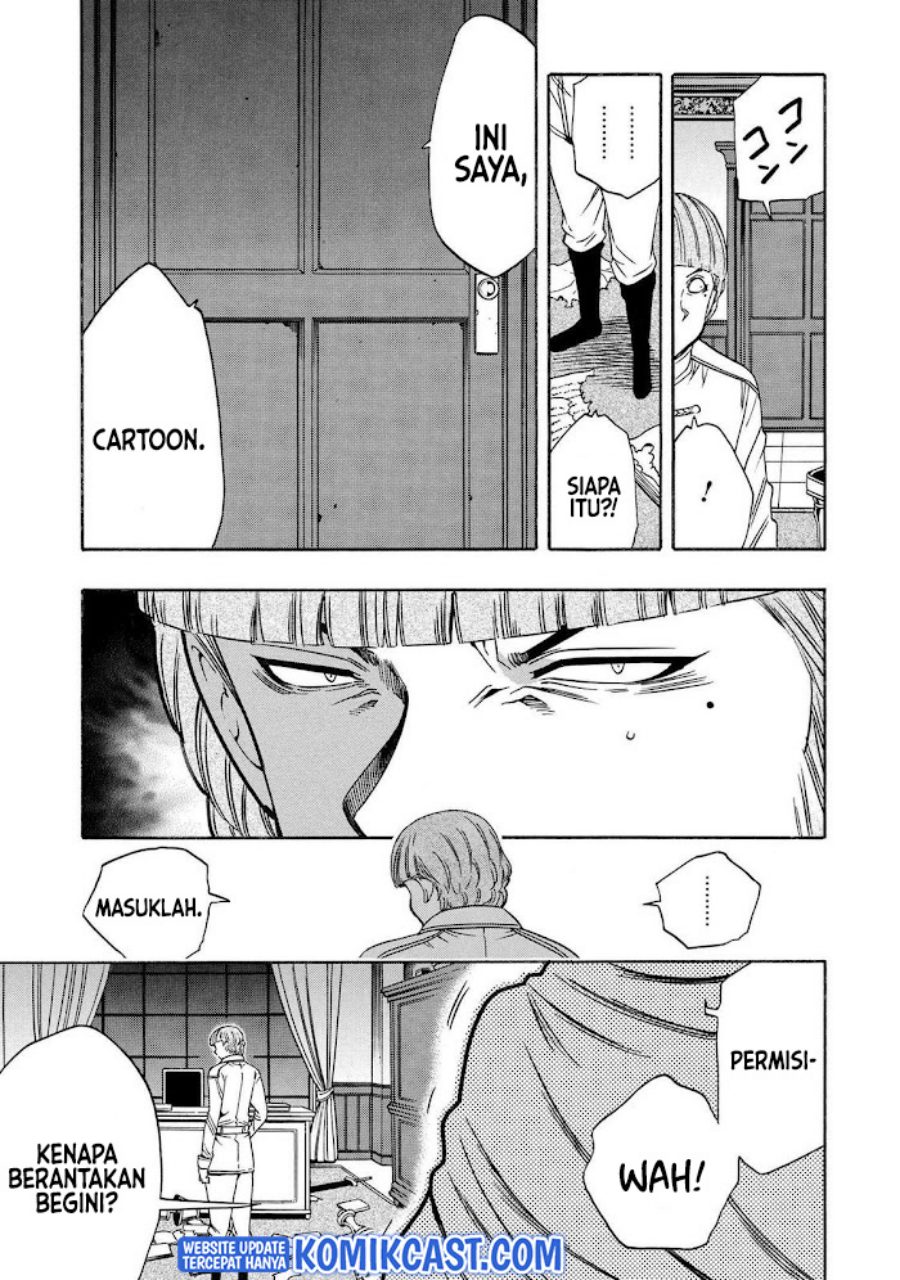 コン
コン
!
........
SIAPA
ITU?!
INI
SAYA,
CARTOON.
........
MASUKLAH.
PERMISI-
WAH!
KENAPA
BERANTAKAN
BEGINI?
WEBSITE UPDATE
TERCEPAT HANYA
KOMIKCAST.COM